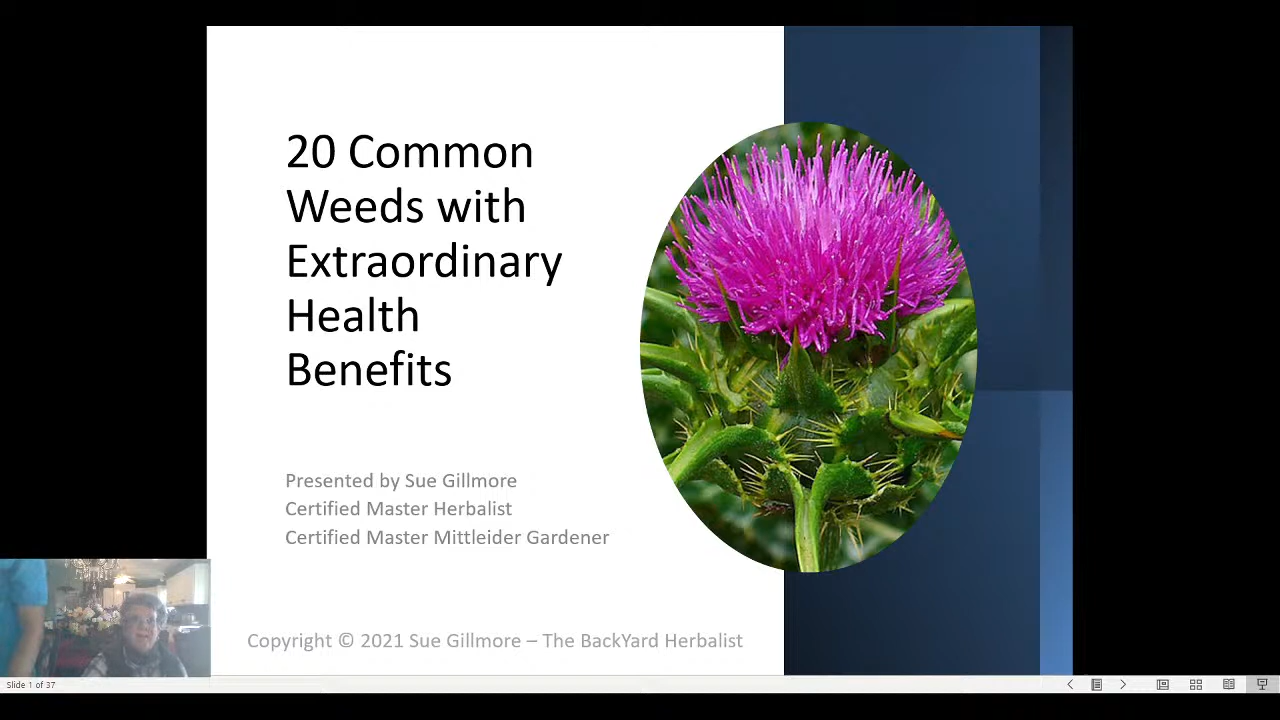 20 Common
Weeds with
Extraordinary
Health
Benefits
Presented by Sue Gillmore
Certified Master Herbalist
Certified Master Mittleider Gardener
Copyright © 2021 Sue Gillmore – The BackYard Herbalist
Slide 1 of 37